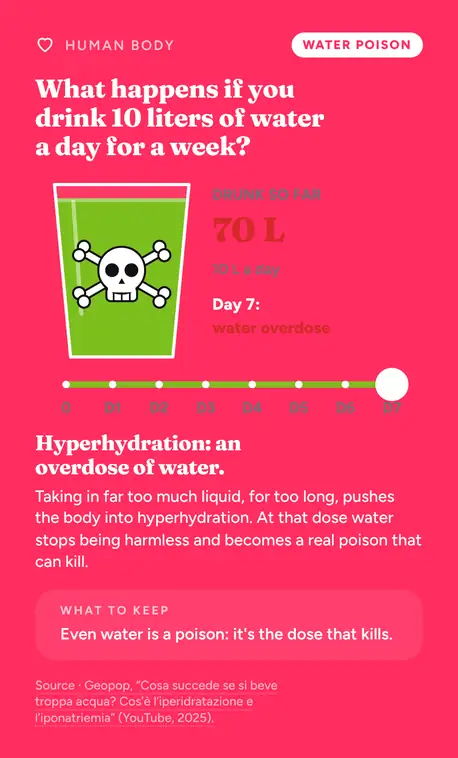 HUMAN BODY
WATER POISON
What happens if you
drink 10 liters of water
a day for a week?
DRUNK SO FAR
70 L
10 L a day
Day 7:
water overdose
0 D1 D2 D3 D4 D5 D6 D7
Hyperhydration: an
overdose of water.
Taking in far too much liquid, for too long, pushes
the body into hyperhydration. At that dose water
stops being harmless and becomes a real poison that
can kill.
WHAT TO KEEP
Even water is a poison: it's the dose that kills.
Source · Geopop, “Cosa succede se si beve
troppa acqua? Cos'è l'iperidratazione e
l'iponatriemia” (YouTube, 2025).